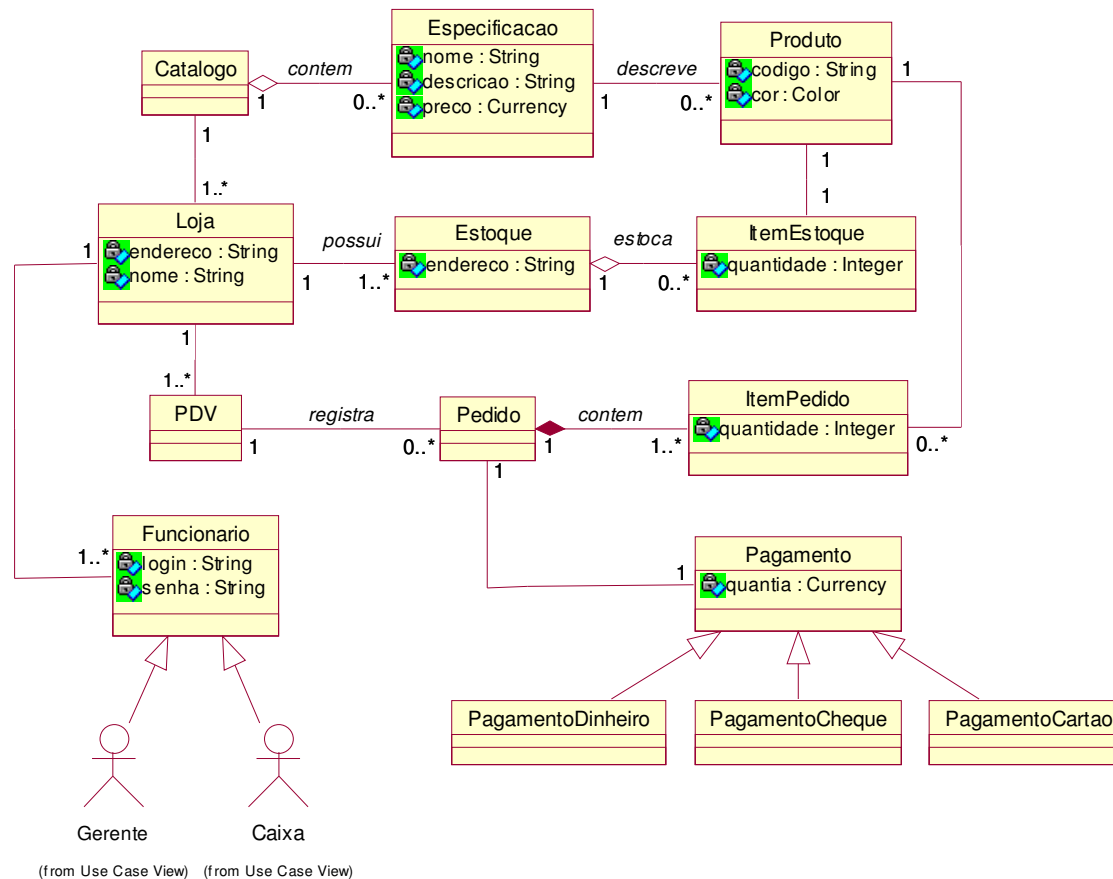 Especificacao
nome : String
descricao : String
preco : Currency
Produto
codigo : String
cor : Color
Catalogo
contem
1
0..*
descreve
1
0..*
1
1
1..*
1
1
Loja
endereco : String
nome : String
1
possui
1
1..*
Estoque
endereco : String
estoca
1
0..*
ItemEstoque
quantidade : Integer
1
1..*
PDV
registra
1
0..*
Pedido
contem
1
1..*
ItemPedido
quantidade : Integer
0..*
1
1
Funcionario
login : String
senha : String
1..*
Pagamento
quantia : Currency
PagamentoDinheiro
PagamentoCheque
PagamentoCartao
Gerente
Caixa
(from Use Case View)
(from Use Case View)